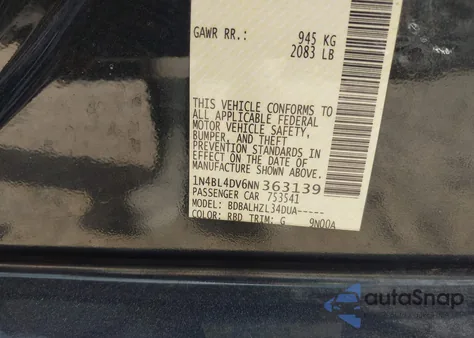 GAWR RR.: 945 KG
2083 LB
THIS VEHICLE CONFORMS TO
ALL APPLICABLE FEDERAL
MOTOR VEHICLE SAFETY,
BUMPER, AND THEFT
PREVENTION STANDARDS IN
EFFECT ON THE DATE OF
MANUFACTURE SHOWN ABOVE.
1N4BL4DV6NN363139
PASSENGER CAR 753541
MODEL: BDBALHZL34DUA-----
COLOR: RBD TRIM: G 9N00A
autoSnap